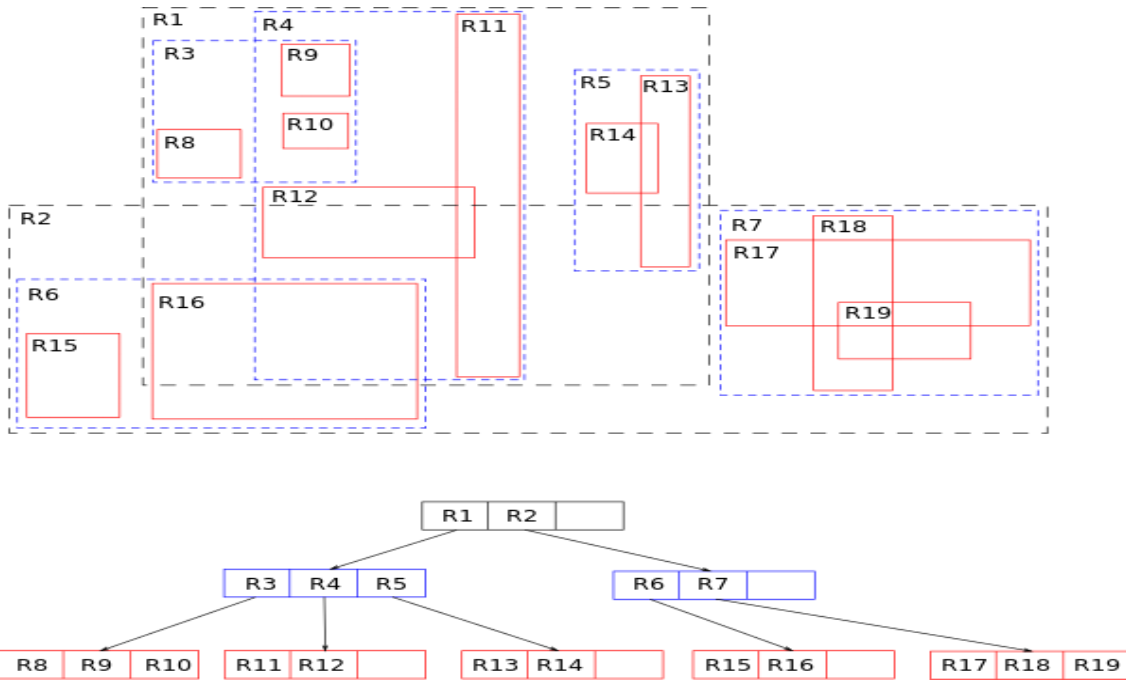 R1
R4
R11
R3
R9
R5
R13
R10
R14
R8
R12
R2
R7
R18
R17
R6
R16
R19
R15
R1 R2
R3 R4 R5
R6 R7
R8 R9 R10
R11 R12
R13 R14
R15 R16
R17 R18 R19